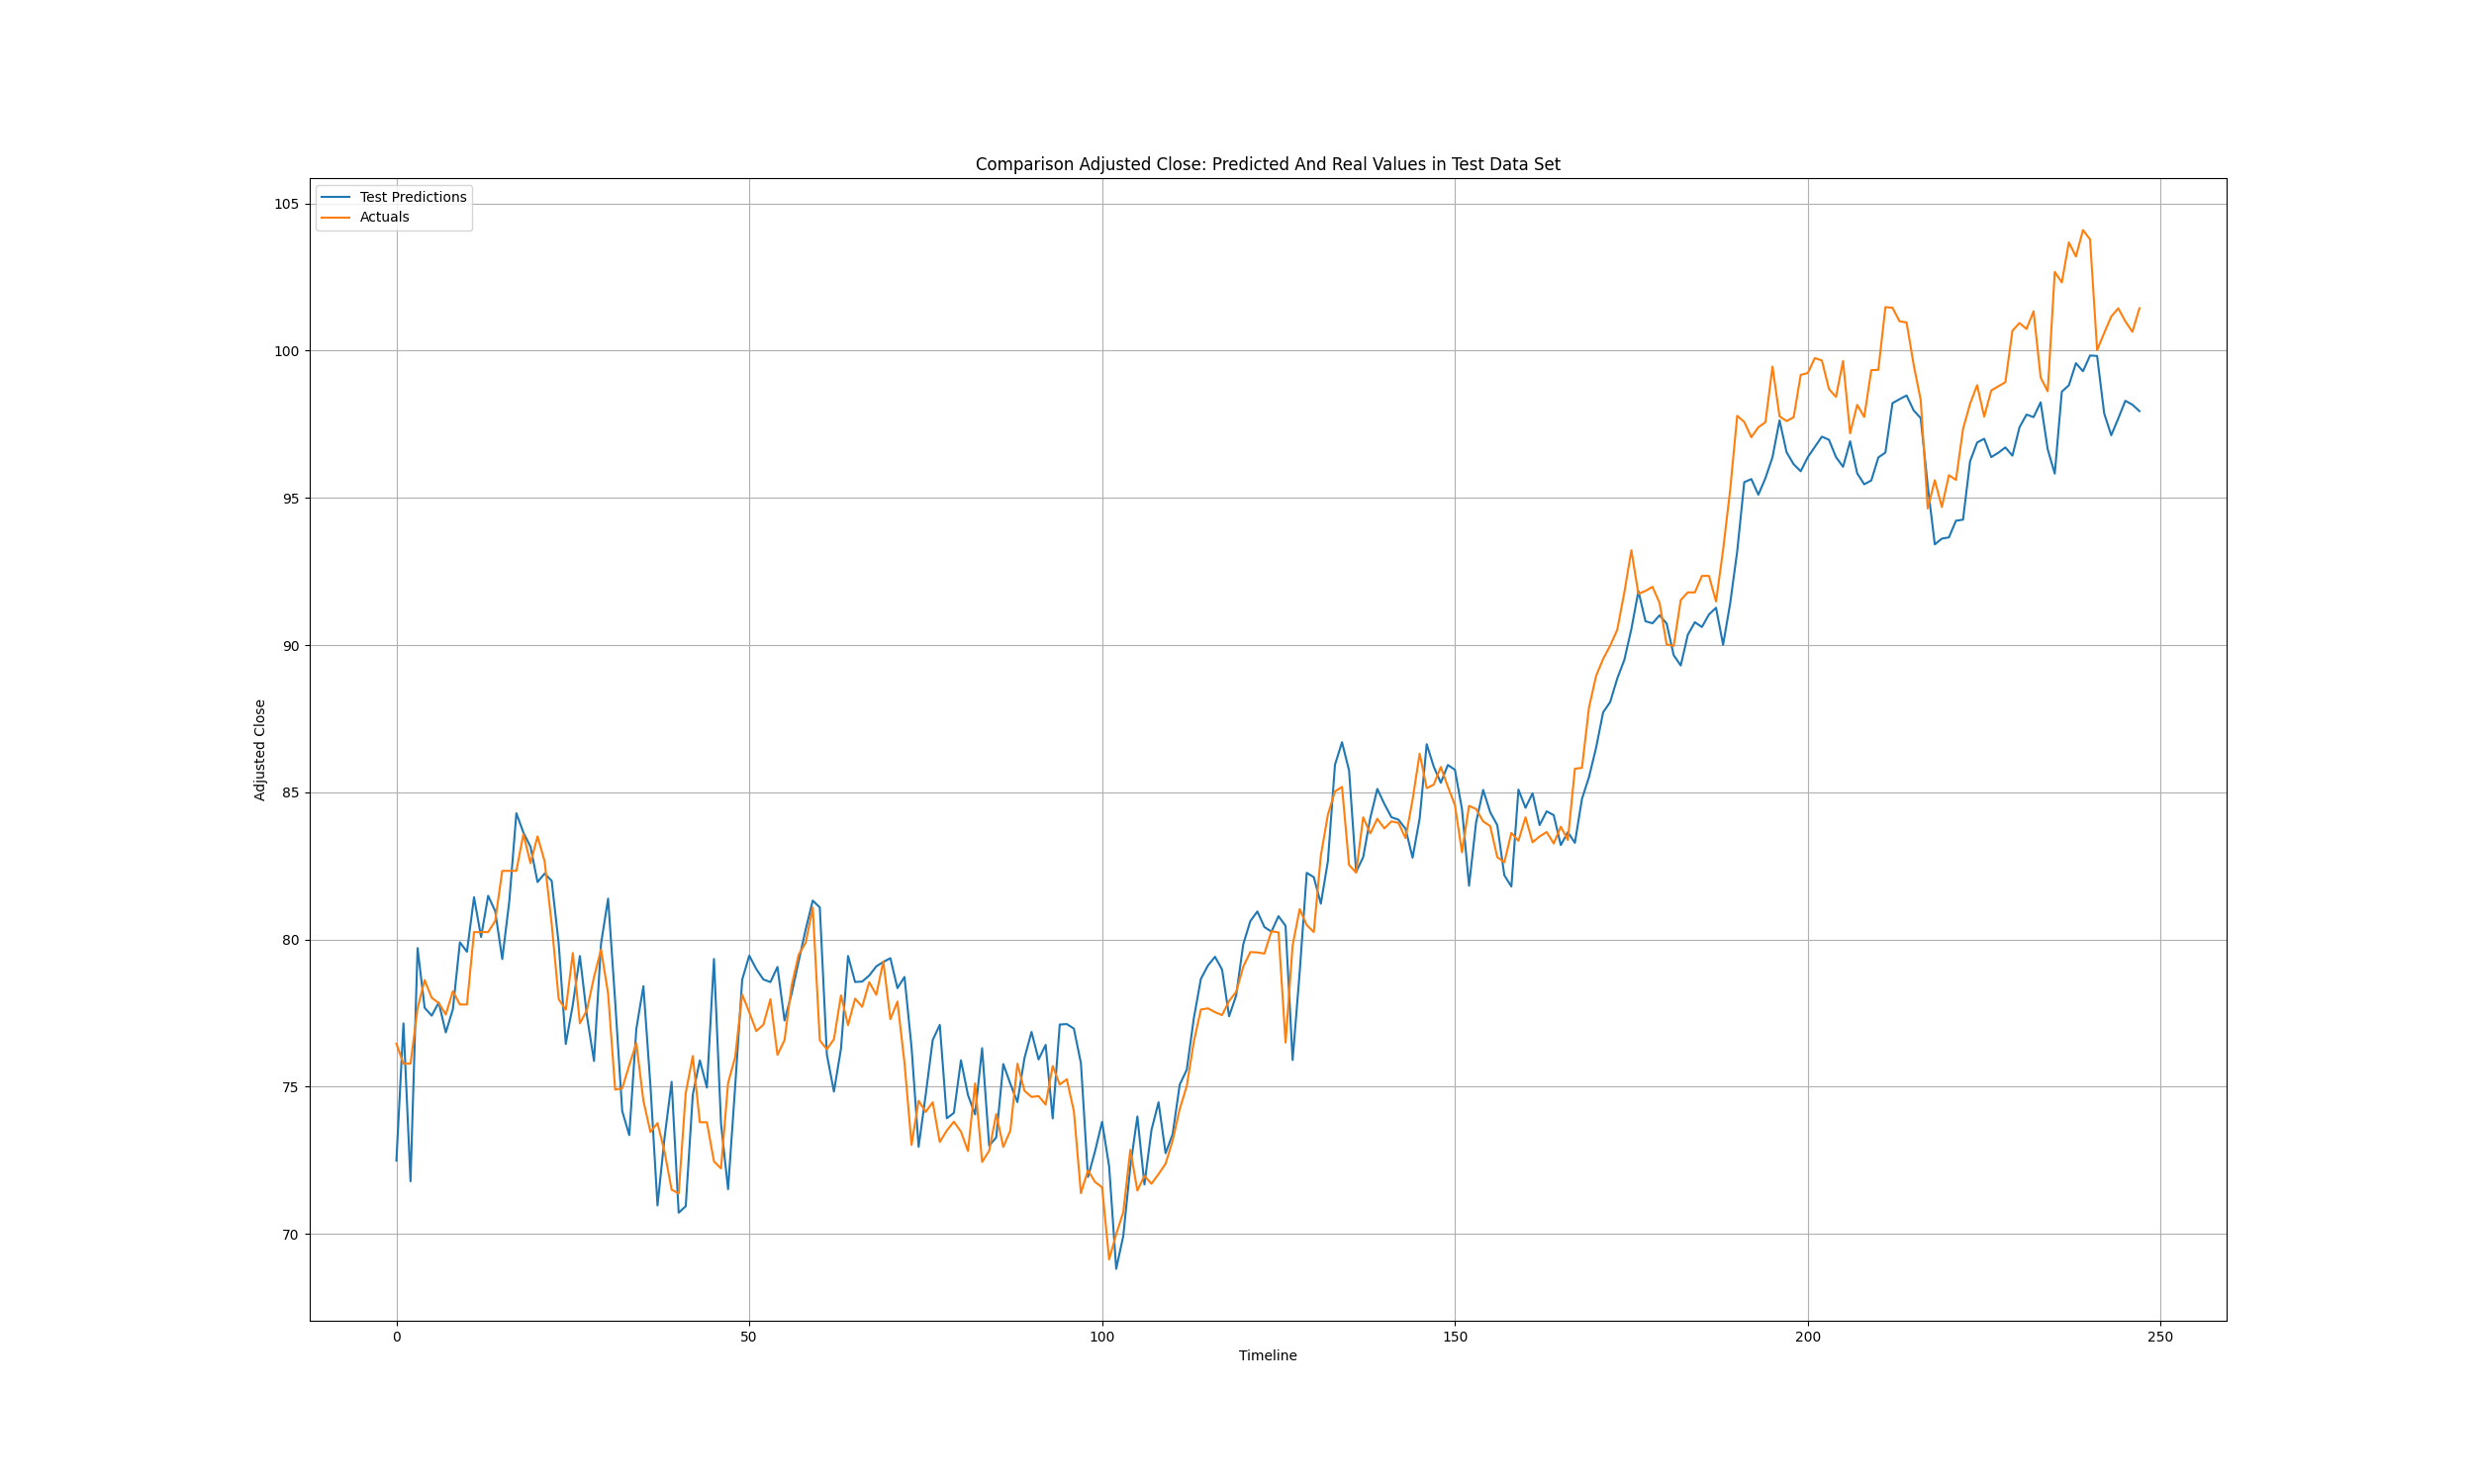 Comparison Adjusted Close: Predicted And Real Values in Test Data Set
Test Predictions
Actuals
105
100
95
90
85
80
75
70
Adjusted Close
0 50 100 150 200 250
Timeline